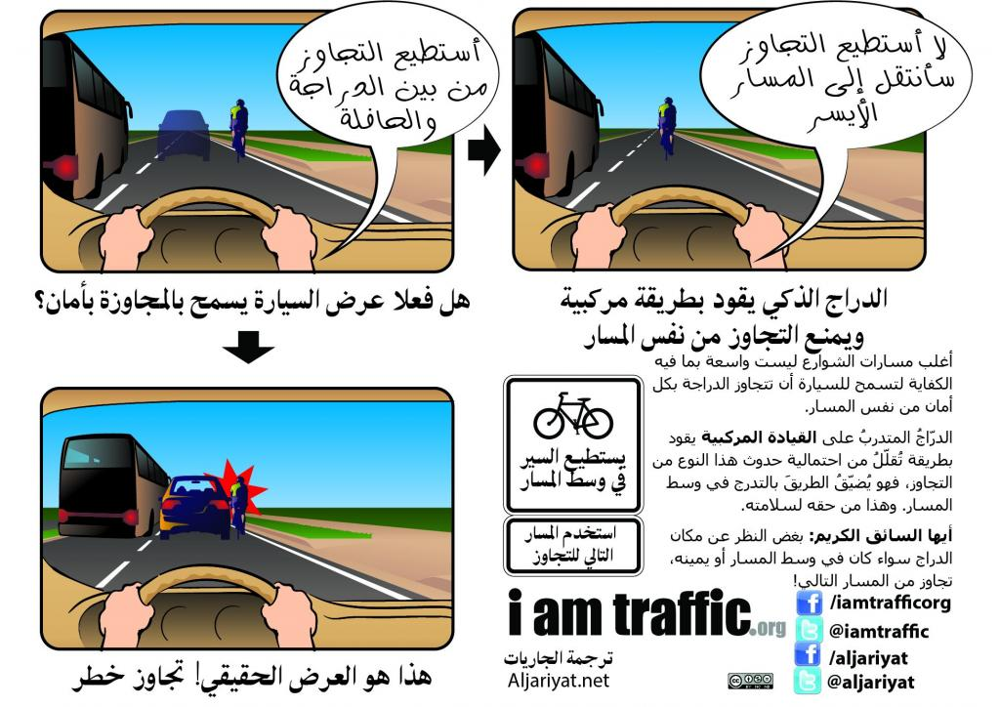 أستطيع التجاوز
من بين الدراجة
والحافلة
هل فعلا عرض السيارة يسمح بالمجاوزة بأمان؟
هذا هو العرض الحقيقي! تجاوز خطر
لا أستطيع التجاوز
سأنتقل إلى المسار
الأيسر
الدراج الذكي يقود بطريقة مركبية
ويمنع التجاوز من نفس المسار
أغلب مسارات الشوارع ليست واسعة بما فيه
الكفاية لتسمح للسيارة أن تتجاوز الدراجة بكل
أمان من نفس المسار.
الدرّاجُ المتدربُ على القيادة المركبية يقود
بطريقة تُقلّلُ من احتمالية حدوث هذا النوع من
التجاوز، فهو يُضيّقُ الطريقَ بالتدرج في وسط
المسار. وهذا من حقه لسلامته.
أيها السائق الكريم: بغض النظر عن مكان
الدراج سواء كان في وسط المسار أو يمينه،
تجاوز من المسار التالي!
يستطيع السير
في وسط المسار
استخدم المسار
التالي للتجاوز
i am traffic.org
ترجمة الجاريات
Aljariyat.net
/iamtrafficorg
@iamtraffic
/aljariyat
@aljariyat
BY NC ND